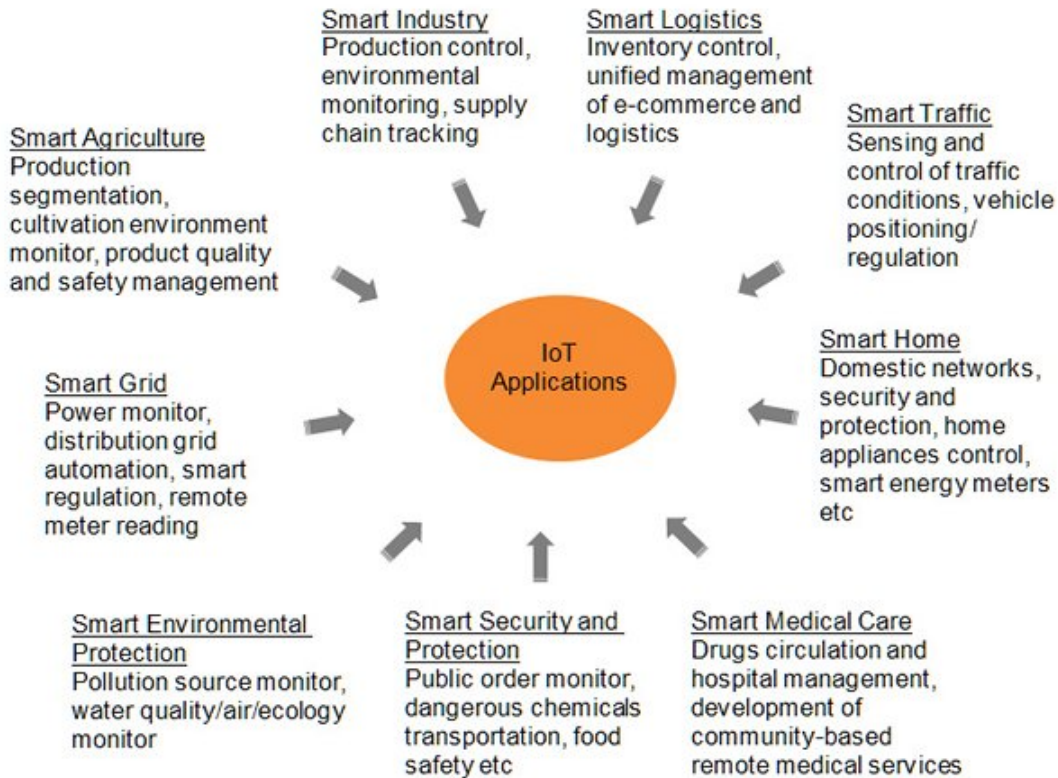 Smart Industry
Production control,
environmental
monitoring, supply
chain tracking
Smart Logistics
Inventory control,
unified management
of e-commerce and
logistics
Smart Traffic
Sensing and
control of traffic
conditions, vehicle
positioning/
regulation
Smart Agriculture
Production
segmentation,
cultivation environment
monitor, product quality
and safety management
IoT
Applications
Smart Home
Domestic networks,
security and
protection, home
appliances control,
smart energy meters
etc
Smart Grid
Power monitor,
distribution grid
automation, smart
regulation, remote
meter reading
Smart Environmental
Protection
Pollution source monitor,
water quality/air/ecology
monitor
Smart Security and
Protection
Public order monitor,
dangerous chemicals
transportation, food
safety etc
Smart Medical Care
Drugs circulation and
hospital management,
development of
community-based
remote medical services